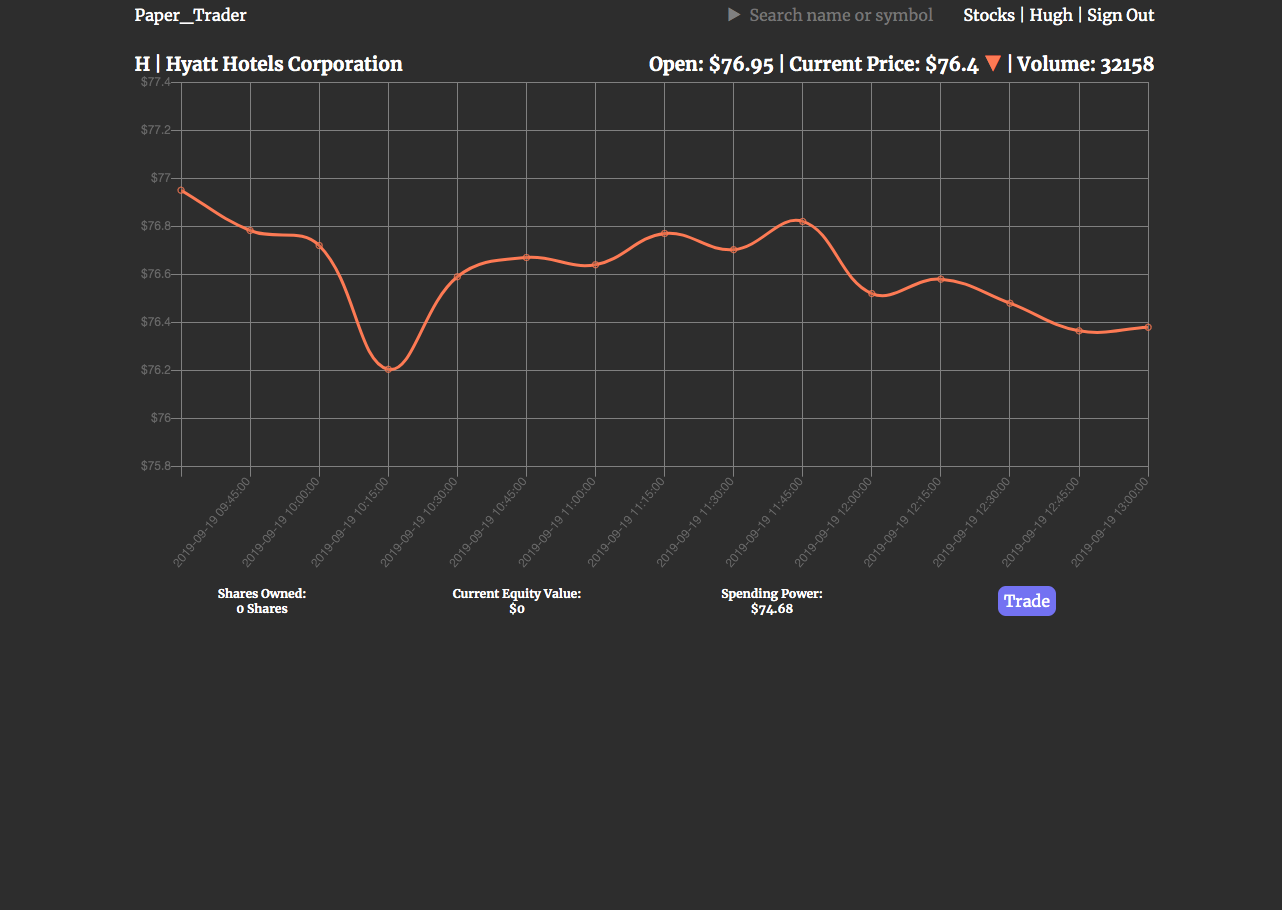 Paper_Trader
▶ Search name or symbol
Stocks | Hugh | Sign Out
H | Hyatt Hotels Corporation
Open: $76.95 | Current Price: $76.4 ▼ | Volume: 32158
$77.4
$77.2
$77
$76.8
$76.6
$76.4
$76.2
$76
$75.8
2019-09-19 09:45:00
2019-09-19 10:00:00
2019-09-19 10:15:00
2019-09-19 10:30:00
2019-09-19 10:45:00
2019-09-19 11:00:00
2019-09-19 11:15:00
2019-09-19 11:30:00
2019-09-19 11:45:00
2019-09-19 12:00:00
2019-09-19 12:15:00
2019-09-19 12:30:00
2019-09-19 12:45:00
2019-09-19 13:00:00
Shares Owned:
0 Shares
Current Equity Value:
$0
Spending Power:
$74.68
Trade